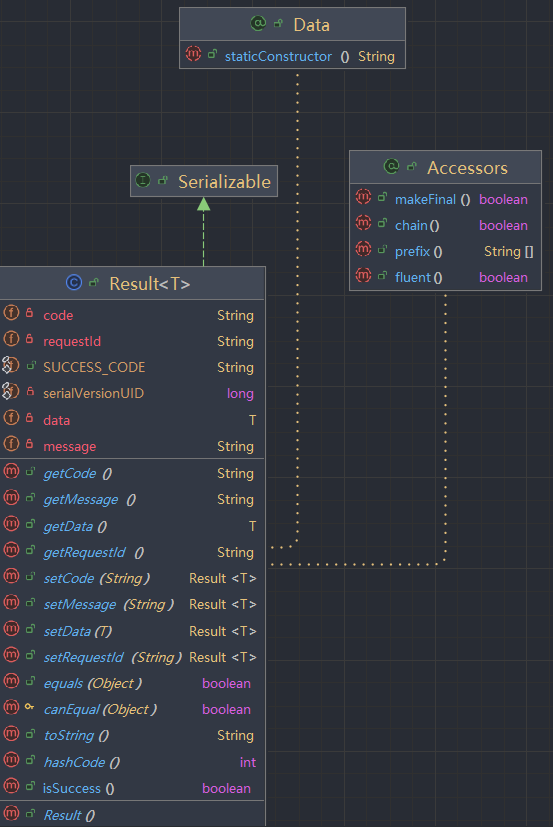 Data
staticConstructor () String
Serializable
Accessors
makeFinal () boolean
chain() boolean
prefix () String []
fluent() boolean
Result<T>
code String
requestId String
SUCCESS_CODE String
serialVersionUID long
data T
message String
getCode () String
getMessage () String
getData () T
getRequestId () String
setCode (String) Result <T>
setMessage (String) Result <T>
setData (T) Result <T>
setRequestId (String) Result <T>
equals (Object) boolean
canEqual (Object) boolean
toString () String
hashCode () int
isSuccess () boolean
Result ()